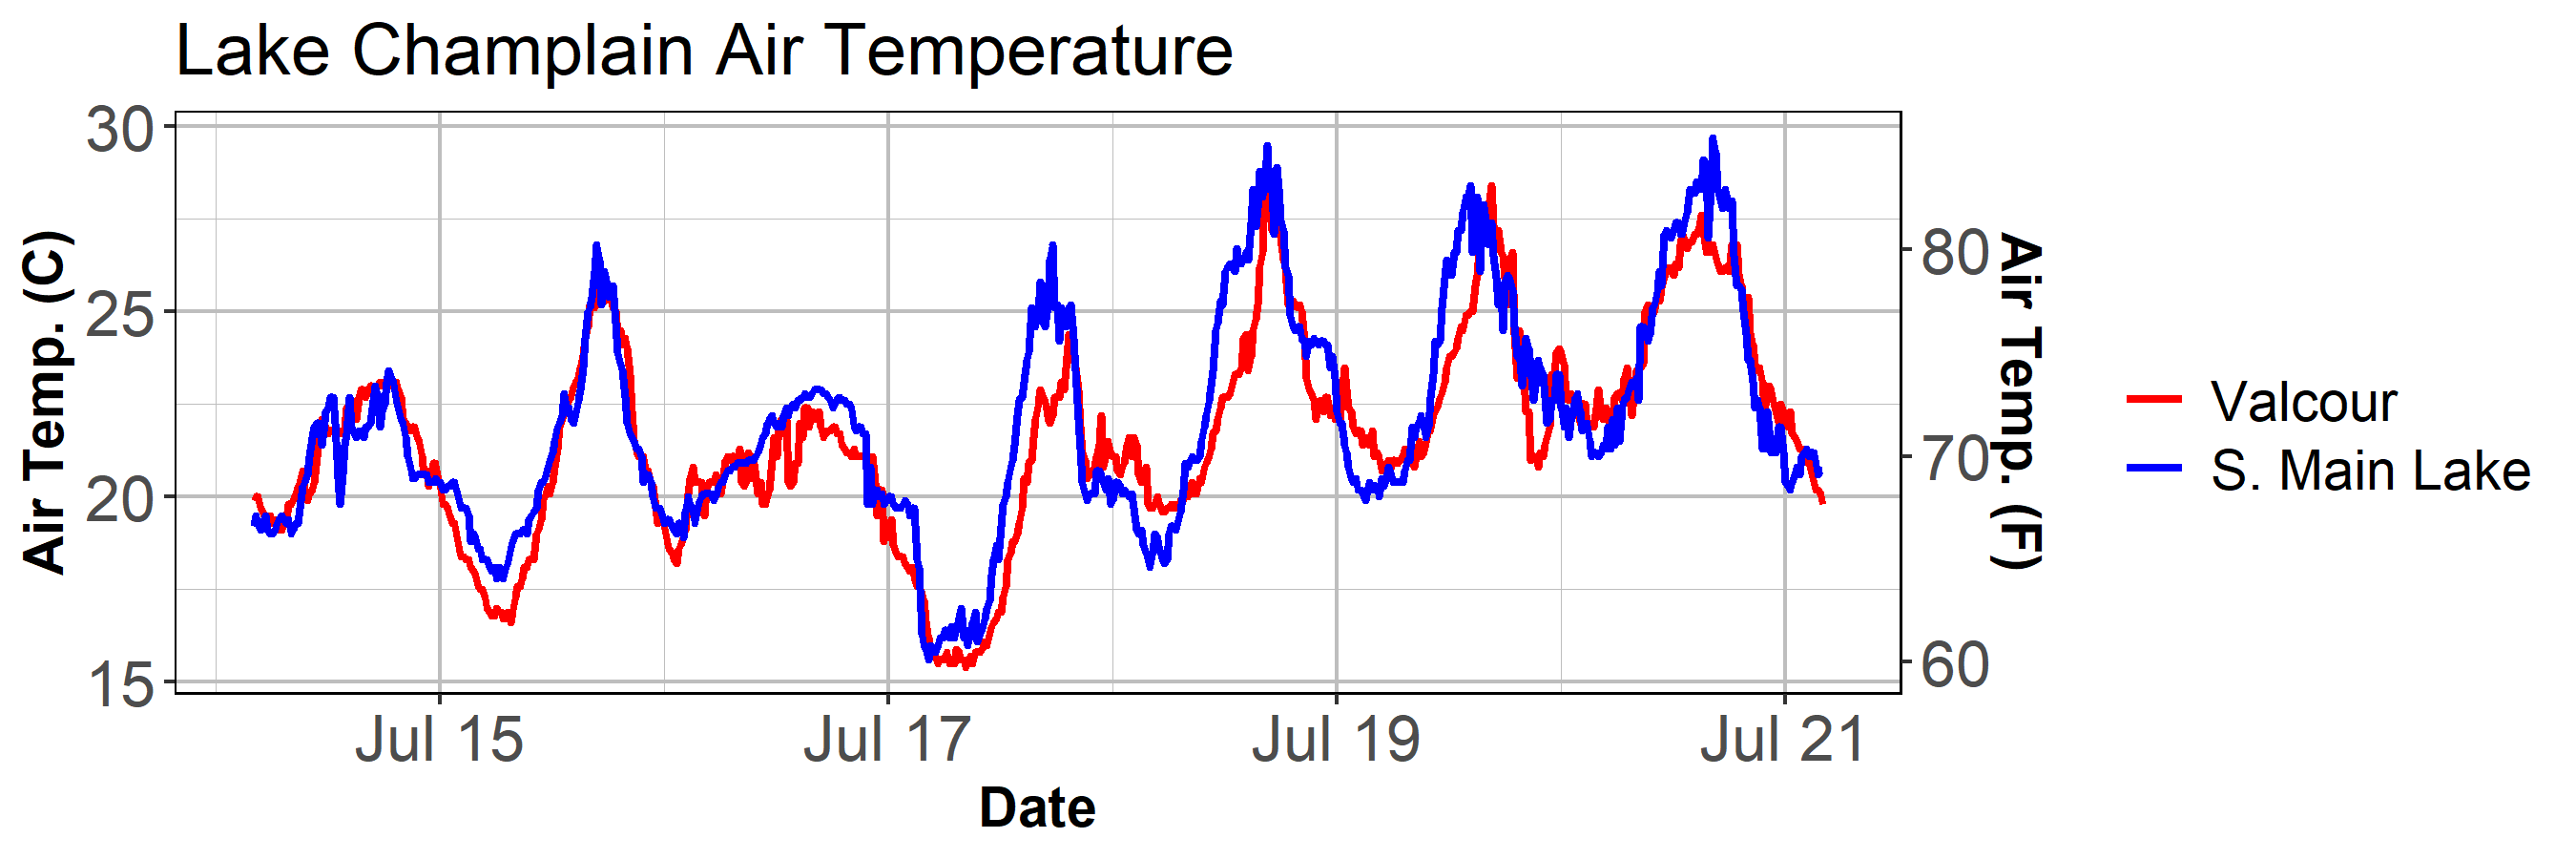 Lake Champlain Air Temperature
30
25
20
15
Air Temp. (C)
80
70
60
Air Temp. (F)
Jul 15
Jul 17
Jul 19
Jul 21
Date
Valcour
S. Main Lake